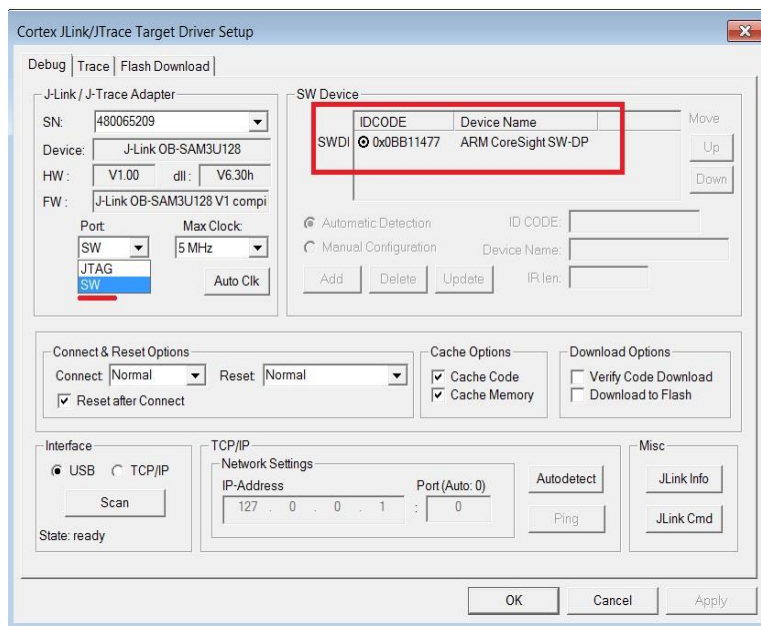 Cortex JLink/JTrace Target Driver Setup
Debug Trace Flash Download
J-Link / J-Trace Adapter
SN: 480065209
Device: J-Link OB-SAM3U128
HW : V1.00 dll : V6.30h
FW : J-Link OB-SAM3U128 V1 compi
Port: Max Clock:
SW 5 MHz
JTAG
SW
Auto Clk
SW Device
IDCODE Device Name
SWDI 0x0BB11477 ARM CoreSight SW-DP
Move
Up
Down
Automatic Detection ID CODE:
Manual Configuration Device Name:
Add Delete Update IR len:
Connect & Reset Options
Connect: Normal Reset: Normal
Reset after Connect
Cache Options
Cache Code
Cache Memory
Download Options
Verify Code Download
Download to Flash
Interface
USB TCP/IP
Scan
State: ready
TCP/IP
Network Settings
IP-Address Port (Auto: 0)
127 . 0 . 0 . 1 : 0
Autodetect
Ping
Misc
JLink Info
JLink Cmd
OK Cancel Apply